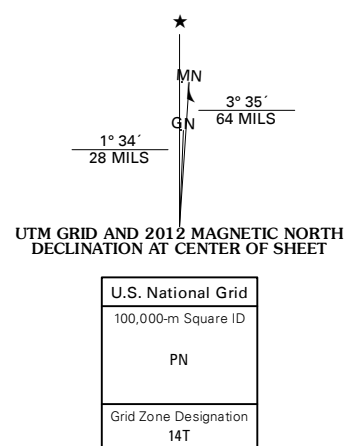 ★
MN
GN
3° 35´
64 MILS
1° 34´
28 MILS
UTM GRID AND 2012 MAGNETIC NORTH
DECLINATION AT CENTER OF SHEET
U.S. National Grid
100,000-m Square ID
PN
Grid Zone Designation
14T